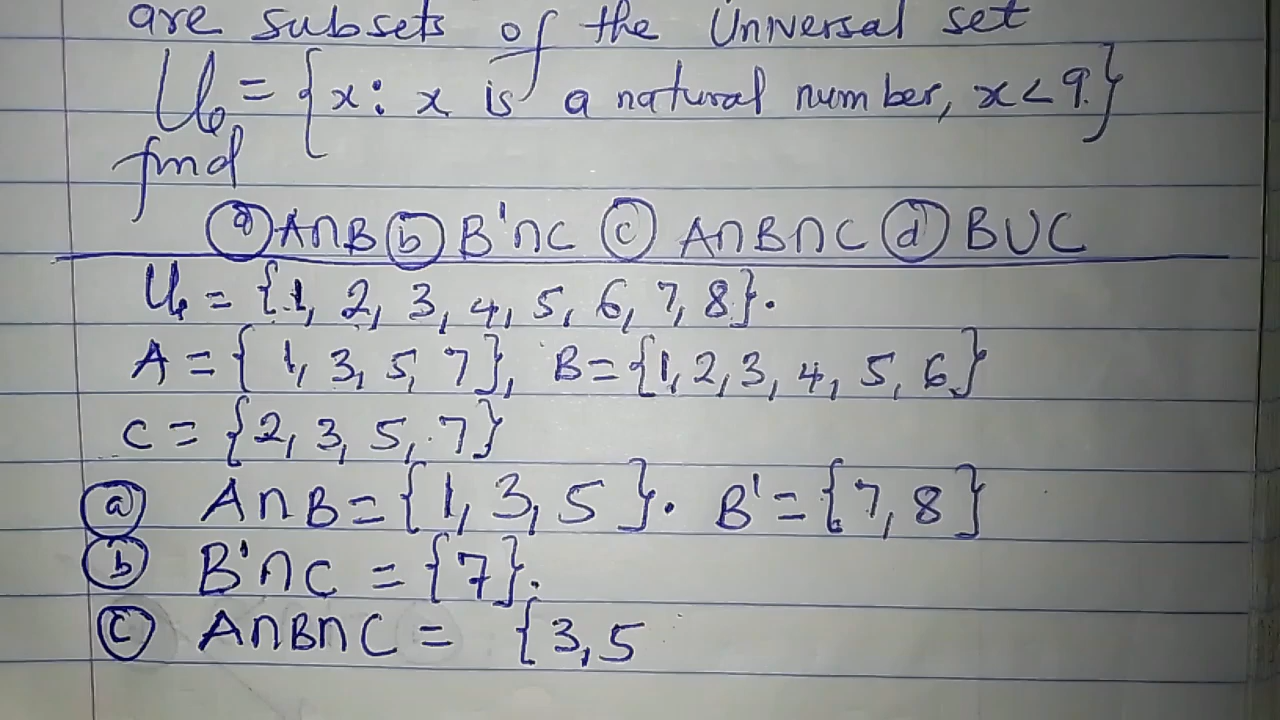 are subsets of the Universal set
U = {x: x is a natural number, x < 9.}
find
(a) A∩B (b) B'∩C (c) A∩B∩C (d) B∪C
U = {1, 2, 3, 4, 5, 6, 7, 8}.
A = {1, 3, 5, 7}, B = {1, 2, 3, 4, 5, 6}
C = {2, 3, 5, 7}
(a) A∩B = {1, 3, 5}. B' = {7, 8}
(b) B'∩C = {7}.
(c) A∩B∩C = {3, 5